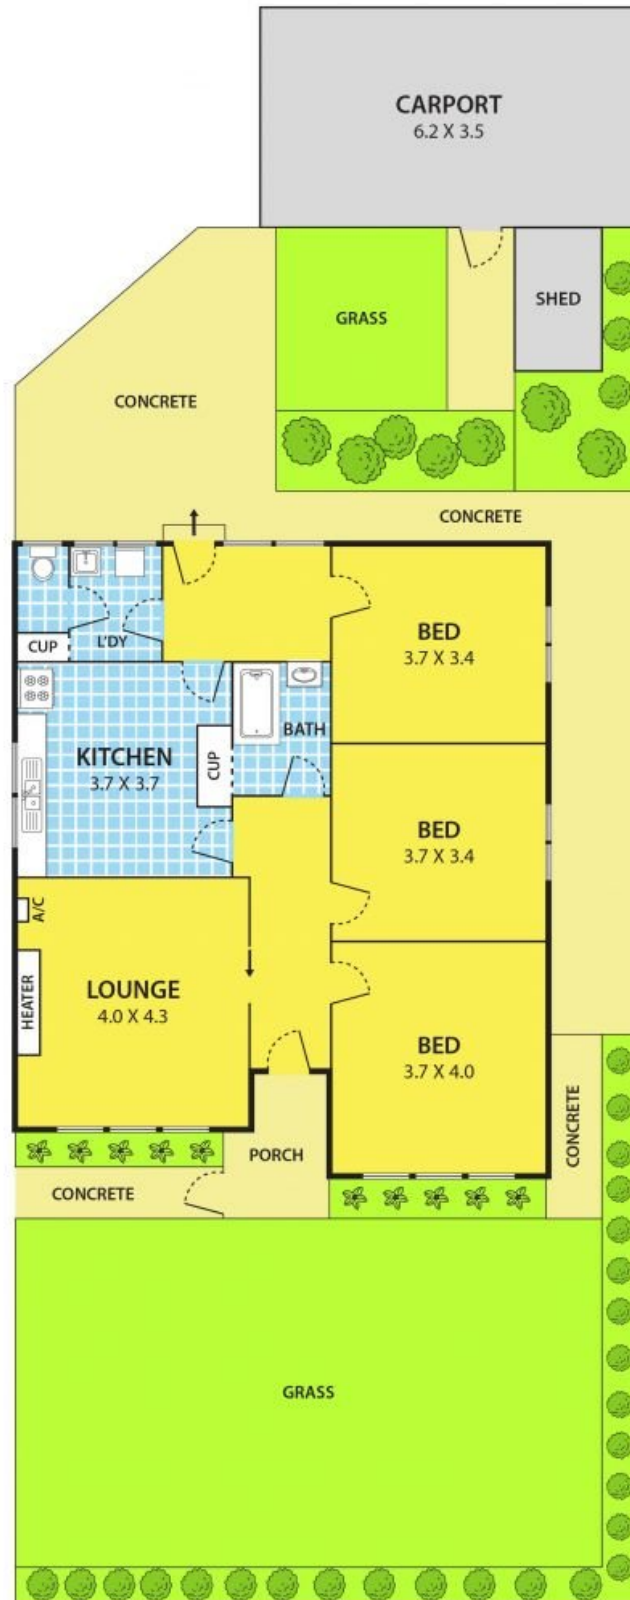 CARPORT
6.2 X 3.5
GRASS
SHED
CONCRETE
CONCRETE
CUP
L'DY
BED
3.7 X 3.4
KITCHEN
3.7 X 3.7
CUP
BATH
BED
3.7 X 3.4
A/C
HEATER
LOUNGE
4.0 X 4.3
BED
3.7 X 4.0
PORCH
CONCRETE
CONCRETE
GRASS